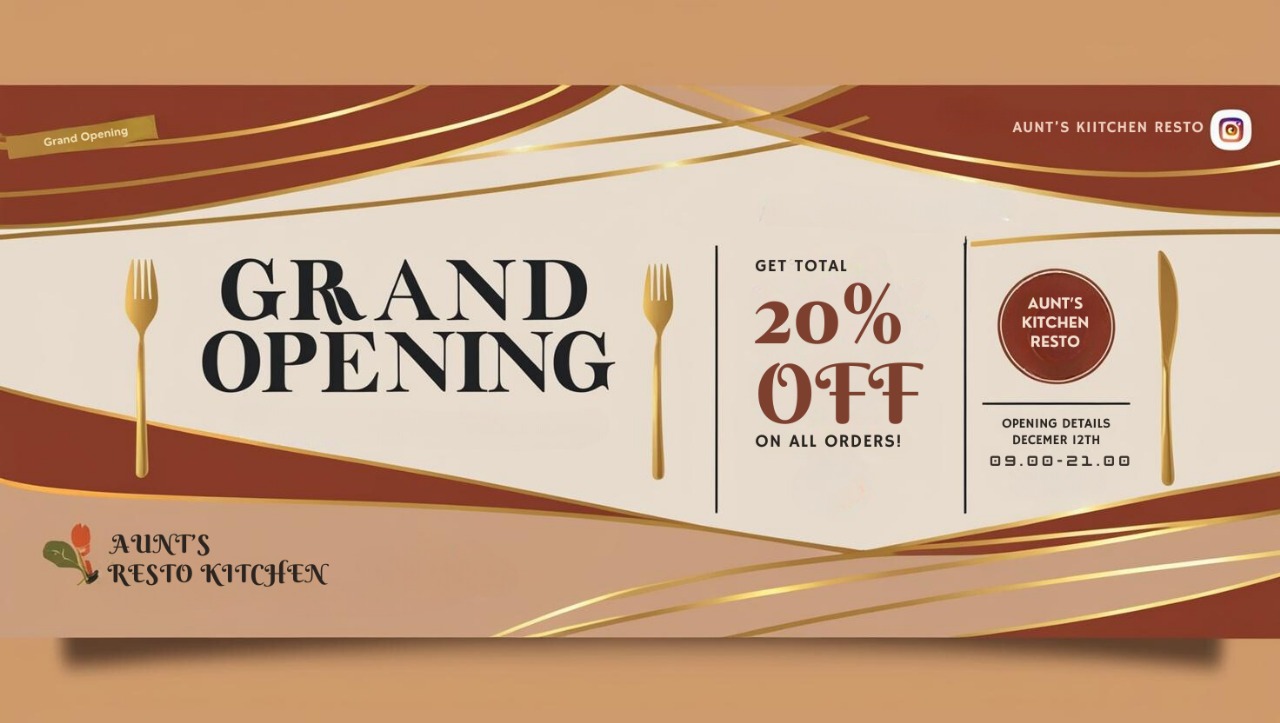 Grand Opening
AUNT'S KIITCHEN RESTO
GRAND
OPENING
GET TOTAL
20%
OFF
ON ALL ORDERS!
AUNT'S
KITCHEN
RESTO
OPENING DETAILS
DECEMER 12TH
09.00-21.00
AUNT'S
RESTO KITCHEN